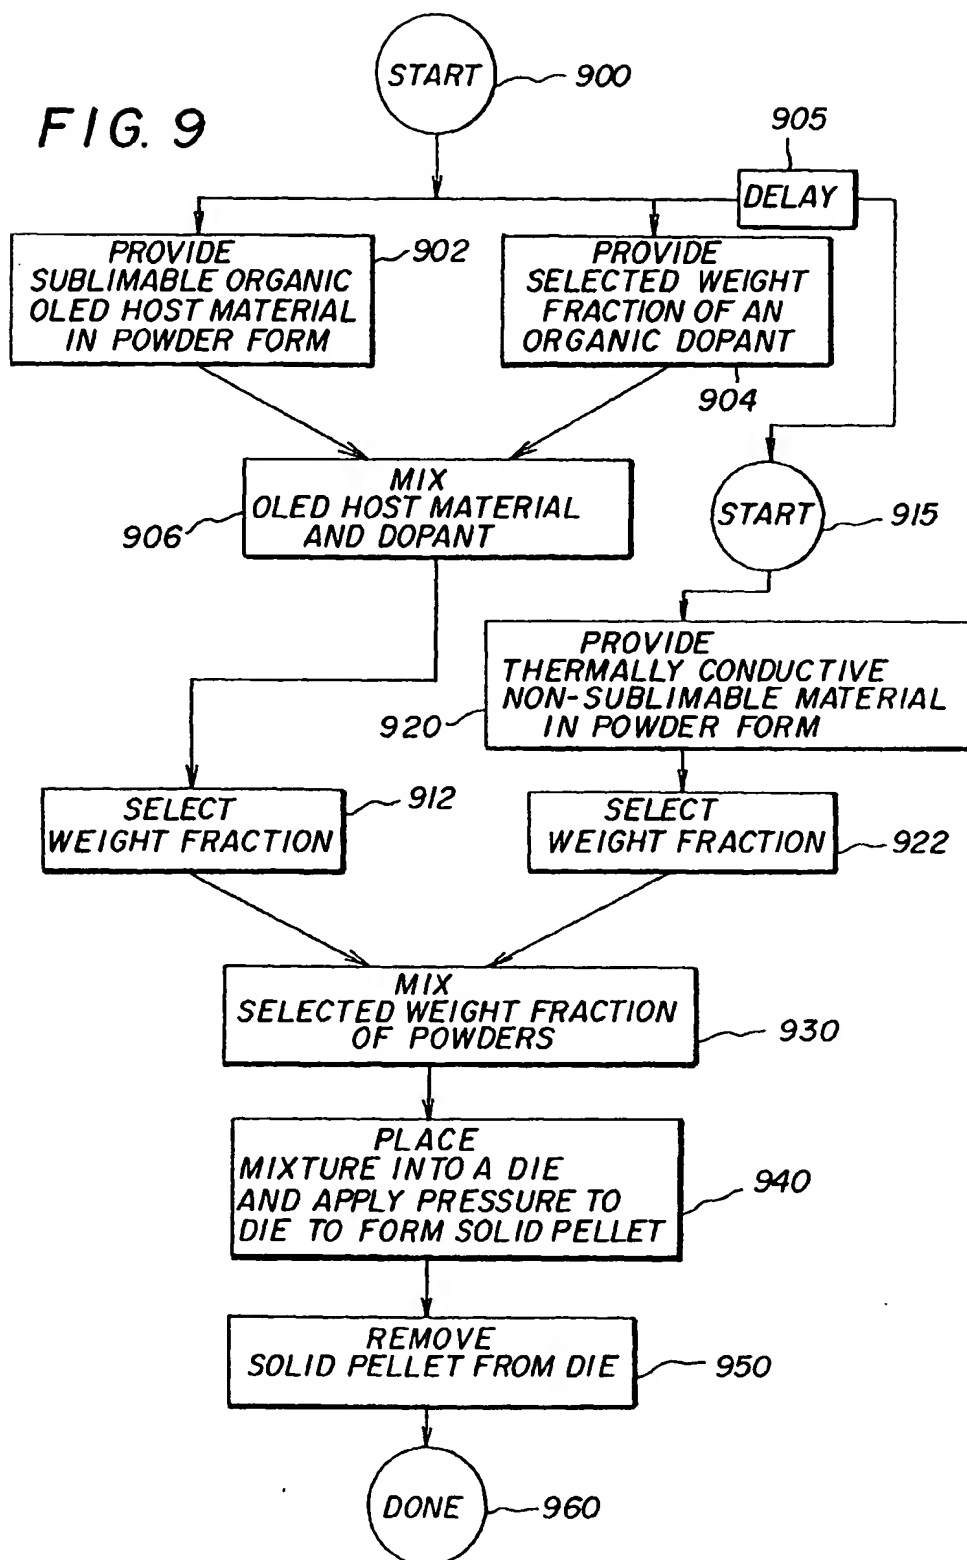 START
900
FIG. 9
905
DELAY
PROVIDE
SUBLIMABLE ORGANIC
OLED HOST MATERIAL
IN POWDER FORM
902
PROVIDE
SELECTED WEIGHT
FRACTION OF AN
ORGANIC DOPANT
904
MIX
OLED HOST MATERIAL
AND DOPANT
906
START
915
PROVIDE
THERMALLY CONDUCTIVE
NON-SUBLIMABLE MATERIAL
IN POWDER FORM
920
SELECT
WEIGHT FRACTION
912
SELECT
WEIGHT FRACTION
922
MIX
SELECTED WEIGHT FRACTION
OF POWDERS
930
PLACE
MIXTURE INTO A DIE
AND APPLY PRESSURE TO
DIE TO FORM SOLID PELLET
940
REMOVE
SOLID PELLET FROM DIE
950
DONE
960